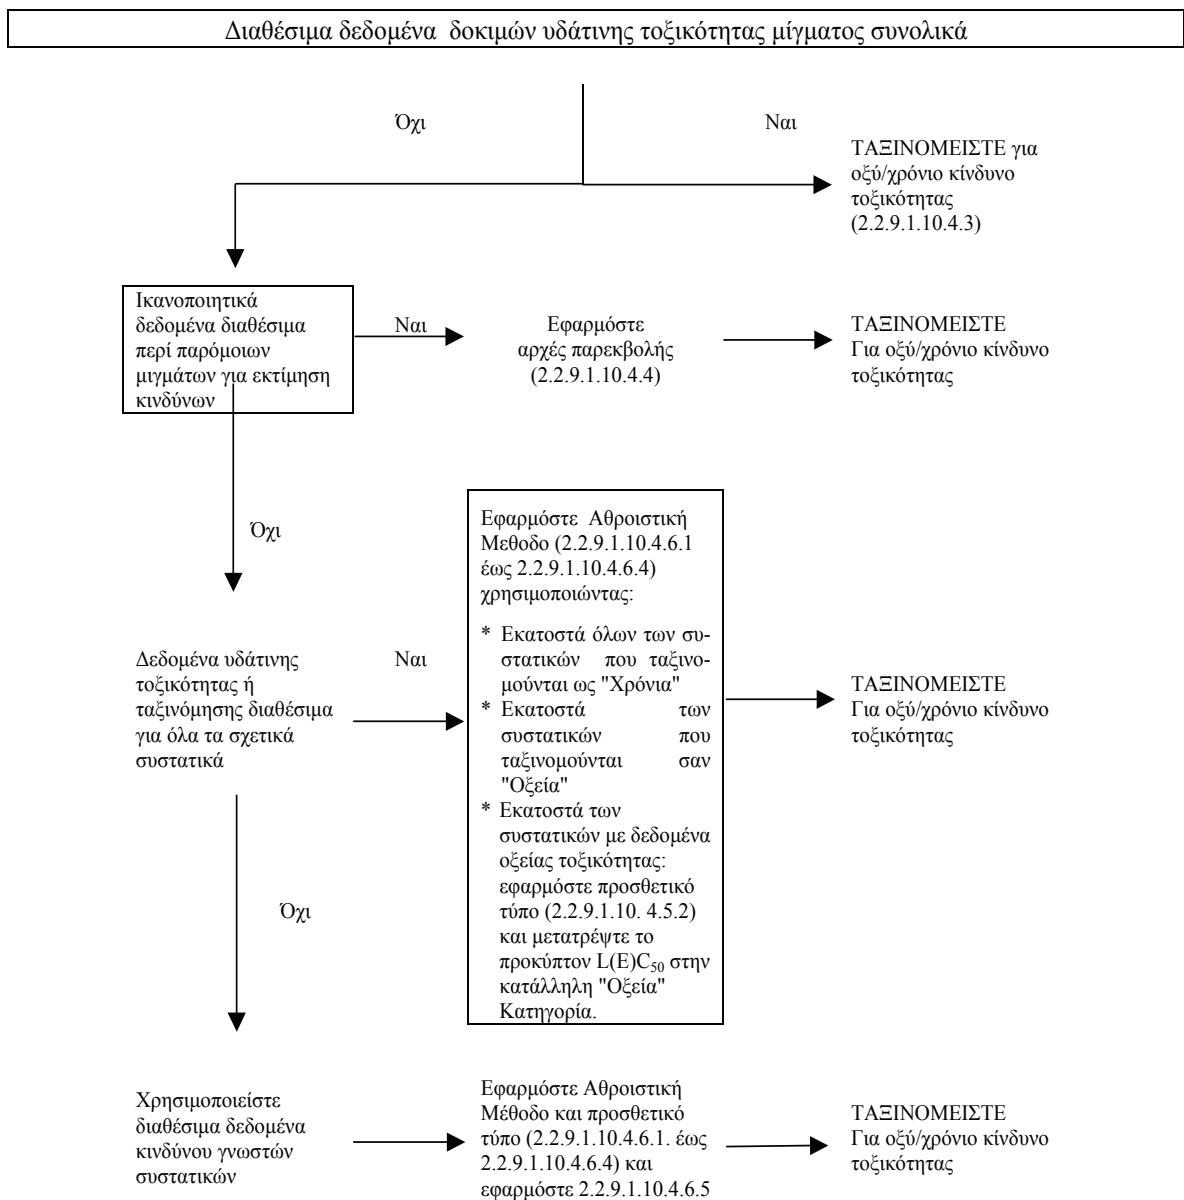 Διαθέσιμα δεδομένα δοκιμών υδάτινης τοξικότητας μίγματος συνολικά
Όχι
Ναι
ΤΑΞΙΝΟΜΕΙΣΤΕ για
οξύ/χρόνιο κίνδυνο
τοξικότητας
(2.2.9.1.10.4.3)
Ικανοποιητικά
δεδομένα διαθέσιμα
περί παρόμοιων
μιγμάτων για εκτίμηση
κινδύνων
Ναι
Εφαρμόστε
αρχές παρεκβολής
(2.2.9.1.10.4.4)
ΤΑΞΙΝΟΜΕΙΣΤΕ
Για οξύ/χρόνιο κίνδυνο
τοξικότητας
Όχι
Δεδομένα υδάτινης
τοξικότητας ή
ταξινόμησης διαθέσιμα
για όλα τα σχετικά
συστατικά
Ναι
Εφαρμόστε Αθροιστική
Μεθοδο (2.2.9.1.10.4.6.1
έως 2.2.9.1.10.4.6.4)
χρησιμοποιώντας:
* Εκατοστά όλων των συ-
στατικών που ταξινο-
μούνται ως "Χρόνια"
* Εκατοστά των
συστατικών που
ταξινομούνται σαν
"Οξεία"
* Εκατοστά των
συστατικών με δεδομένα
οξείας τοξικότητας:
εφαρμόστε προσθετικό
τύπο (2.2.9.1.10. 4.5.2)
και μετατρέψτε το
προκύπτον L(E)C₅₀ στην
κατάλληλη "Οξεία"
Κατηγορία.
ΤΑΞΙΝΟΜΕΙΣΤΕ
Για οξύ/χρόνιο κίνδυνο
τοξικότητας
Όχι
Χρησιμοποιείστε
διαθέσιμα δεδομένα
κινδύνου γνωστών
συστατικών
Εφαρμόστε Αθροιστική
Μέθοδο και προσθετικό
τύπο (2.2.9.1.10.4.6.1. έως
2.2.9.1.10.4.6.4) και
εφαρμόστε 2.2.9.1.10.4.6.5
ΤΑΞΙΝΟΜΕΙΣΤΕ
Για οξύ/χρόνιο κίνδυνο
τοξικότητας